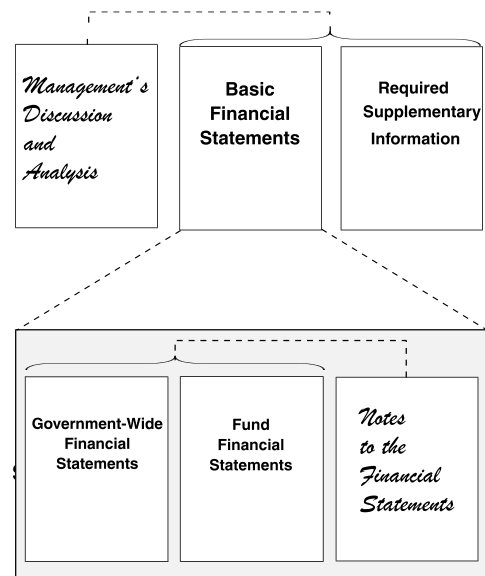 Management's
Discussion
and
Analysis
Basic
Financial
Statements
Required
Supplementary
Information
Government-Wide
Financial
Statements
Fund
Financial
Statements
Notes
to the
Financial
Statements